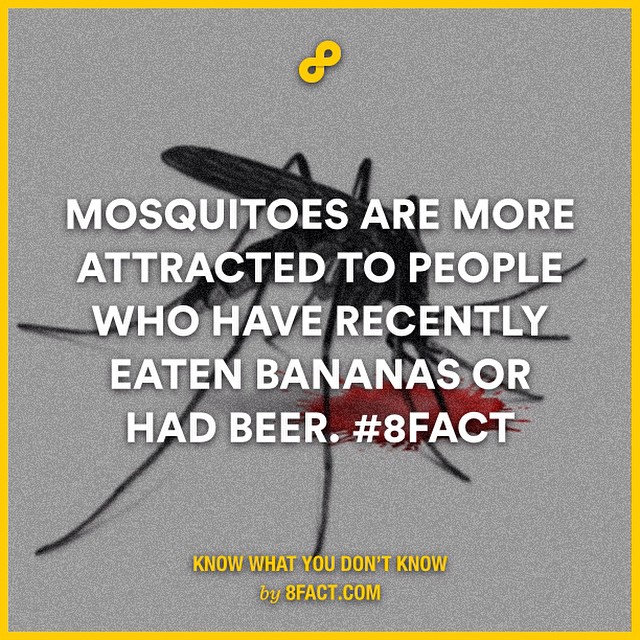 MOSQUITOES ARE MORE
ATTRACTED TO PEOPLE
WHO HAVE RECENTLY
EATEN BANANAS OR
HAD BEER. #8FACT
KNOW WHAT YOU DON'T KNOW
by 8FACT.COM